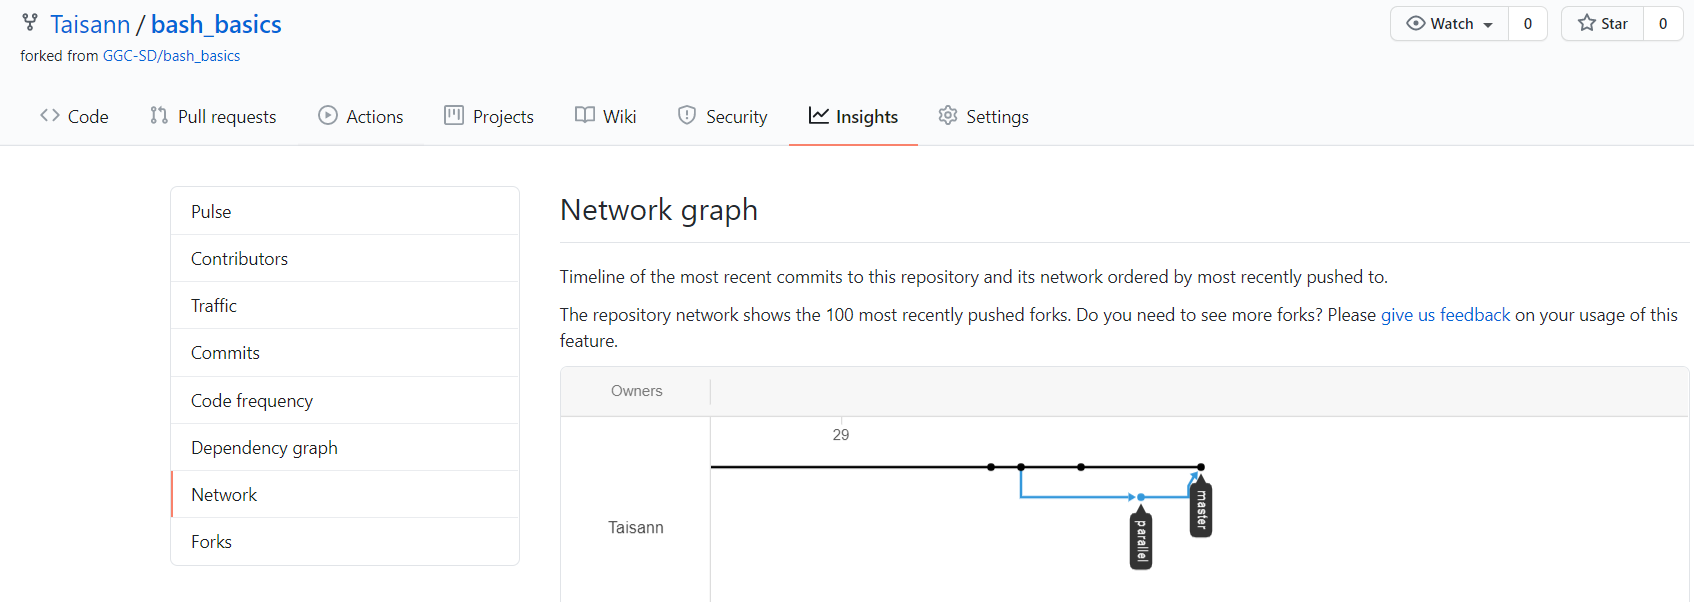 Taisann / bash_basics
Watch 0 Star 0
forked from GGC-SD/bash_basics
Code Pull requests Actions Projects Wiki Security Insights Settings
Pulse
Contributors
Traffic
Commits
Code frequency
Dependency graph
Network
Forks
Network graph
Timeline of the most recent commits to this repository and its network ordered by most recently pushed to.
The repository network shows the 100 most recently pushed forks. Do you need to see more forks? Please give us feedback on your usage of this
feature.
Owners
29
Taisann
master
parallel